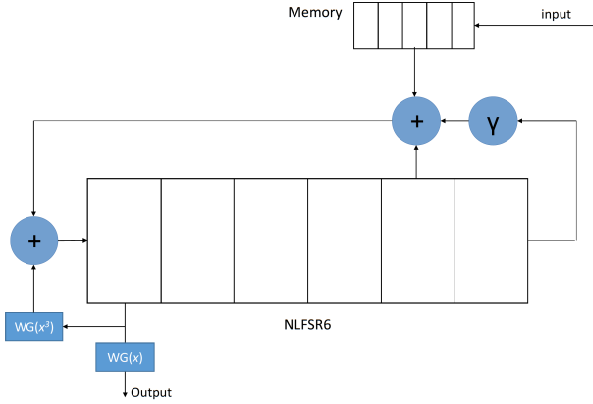 Memory
input
+
γ
+
WG(x³)
NLFSR6
WG(x)
Output